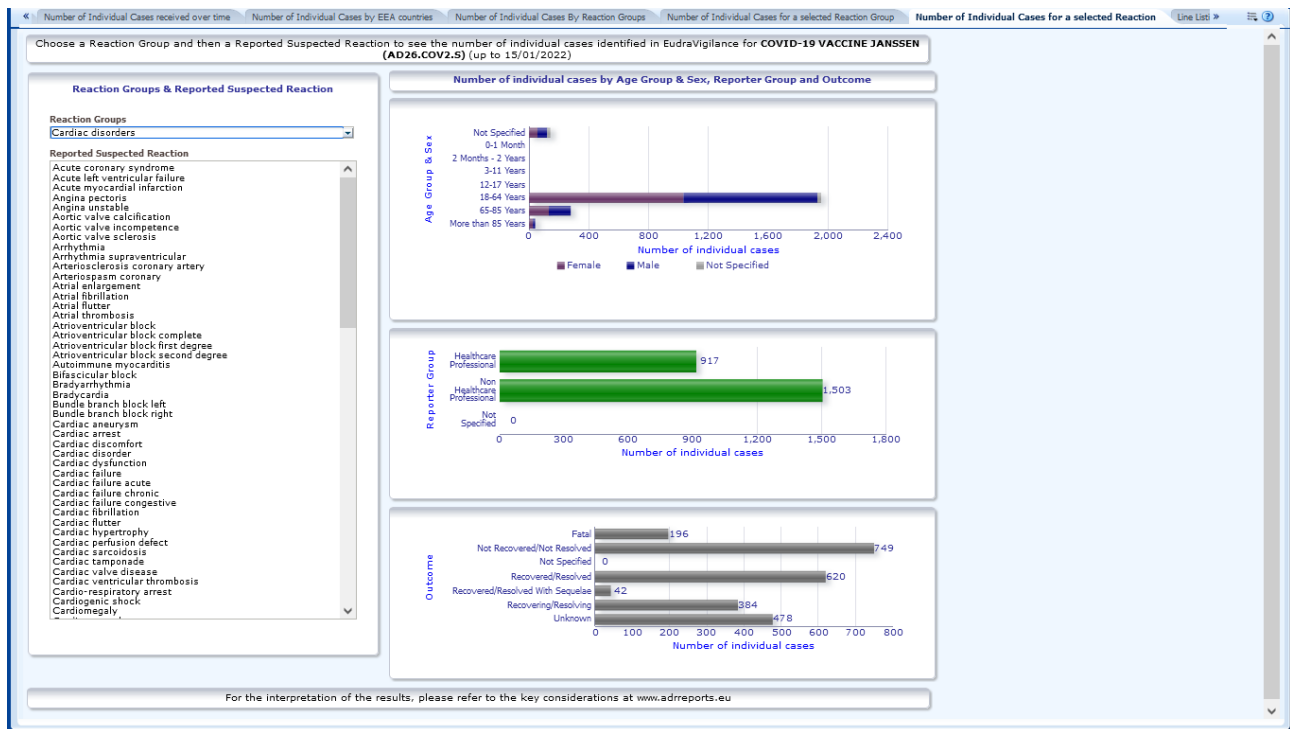 « Number of Individual Cases received over time Number of Individual Cases by EEA countries Number of Individual Cases By Reaction Groups Number of Individual Cases for a selected Reaction Group Number of Individual Cases for a selected Reaction Line Listi »
Choose a Reaction Group and then a Reported Suspected Reaction to see the number of individual cases identified in EudraVigilance for COVID-19 VACCINE JANSSEN
(AD26.COV2.S) (up to 15/01/2022)
Reaction Groups & Reported Suspected Reaction
Reaction Groups
Cardiac disorders
Reported Suspected Reaction
Acute coronary syndrome
Acute left ventricular failure
Acute myocardial infarction
Angina pectoris
Angina unstable
Aortic valve calcification
Aortic valve incompetence
Aortic valve sclerosis
Arrhythmia
Arrhythmia supraventricular
Arteriosclerosis coronary artery
Arteriospasm coronary
Atrial enlargement
Atrial fibrillation
Atrial flutter
Atrial thrombosis
Atrioventricular block
Atrioventricular block complete
Atrioventricular block first degree
Atrioventricular block second degree
Autoimmune myocarditis
Bifascicular block
Bradyarrhythmia
Bradycardia
Bundle branch block left
Bundle branch block right
Cardiac aneurysm
Cardiac arrest
Cardiac discomfort
Cardiac disorder
Cardiac dysfunction
Cardiac failure
Cardiac failure acute
Cardiac failure chronic
Cardiac failure congestive
Cardiac fibrillation
Cardiac flutter
Cardiac hypertrophy
Cardiac perfusion defect
Cardiac sarcoidosis
Cardiac tamponade
Cardiac valve disease
Cardiac ventricular thrombosis
Cardio-respiratory arrest
Cardiogenic shock
Cardiomegaly
Number of individual cases by Age Group & Sex, Reporter Group and Outcome
Age Group & Sex
Not Specified
0-1 Month
2 Months - 2 Years
3-11 Years
12-17 Years
18-64 Years
65-85 Years
More than 85 Years
0 400 800 1,200 1,600 2,000 2,400
Number of individual cases
Female Male Not Specified
Reporter Group
Healthcare
Professional
917
Non
Healthcare
Professional
1,503
Not
Specified
0
0 300 600 900 1,200 1,500 1,800
Number of individual cases
Outcome
Fatal 196
Not Recovered/Not Resolved 749
Not Specified 0
Recovered/Resolved 620
Recovered/Resolved With Sequelae 42
Recovering/Resolving 384
Unknown 478
0 100 200 300 400 500 600 700 800
Number of individual cases
For the interpretation of the results, please refer to the key considerations at www.adrreports.eu